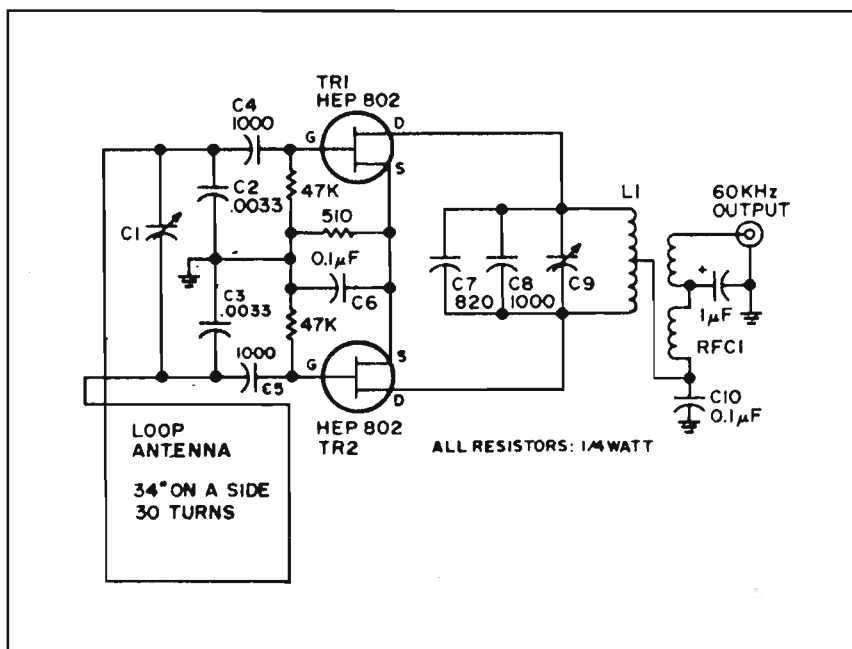 TR1
HEP 802
C4
1000
G
D
S
C2
.0033
47K
510
C1
0.1µF
C6
C3
.0033
47K
1000
C5
G
S
D
HEP 802
TR2
LOOP
ANTENNA
34" ON A SIDE
30 TURNS
C7
820
C8
1000
C9
L1
60KHz
OUTPUT
+
1µF
RFC1
C10
0.1µF
ALL RESISTORS: 1/4 WATT